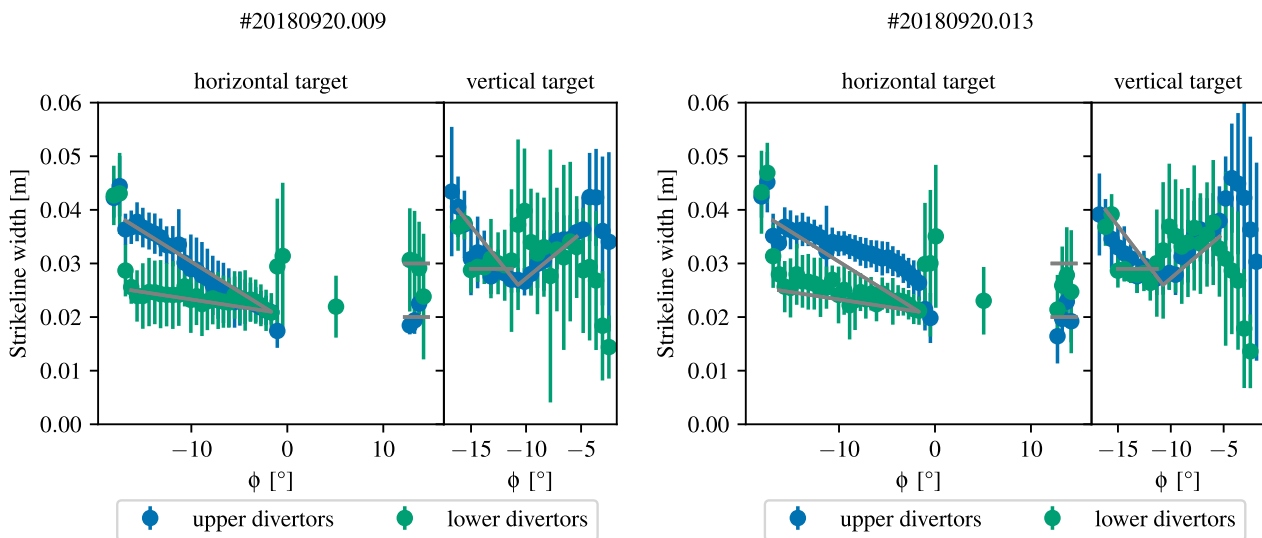 #20180920.009
#20180920.013
horizontal target
vertical target
horizontal target
vertical target
Strikeline width [m]
0.06
0.05
0.04
0.03
0.02
0.01
0.00
−10
0
10
−15
−10
−5
ϕ [°]
ϕ [°]
upper divertors
lower divertors
Strikeline width [m]
0.06
0.05
0.04
0.03
0.02
0.01
0.00
−10
0
10
−15
−10
−5
ϕ [°]
ϕ [°]
upper divertors
lower divertors